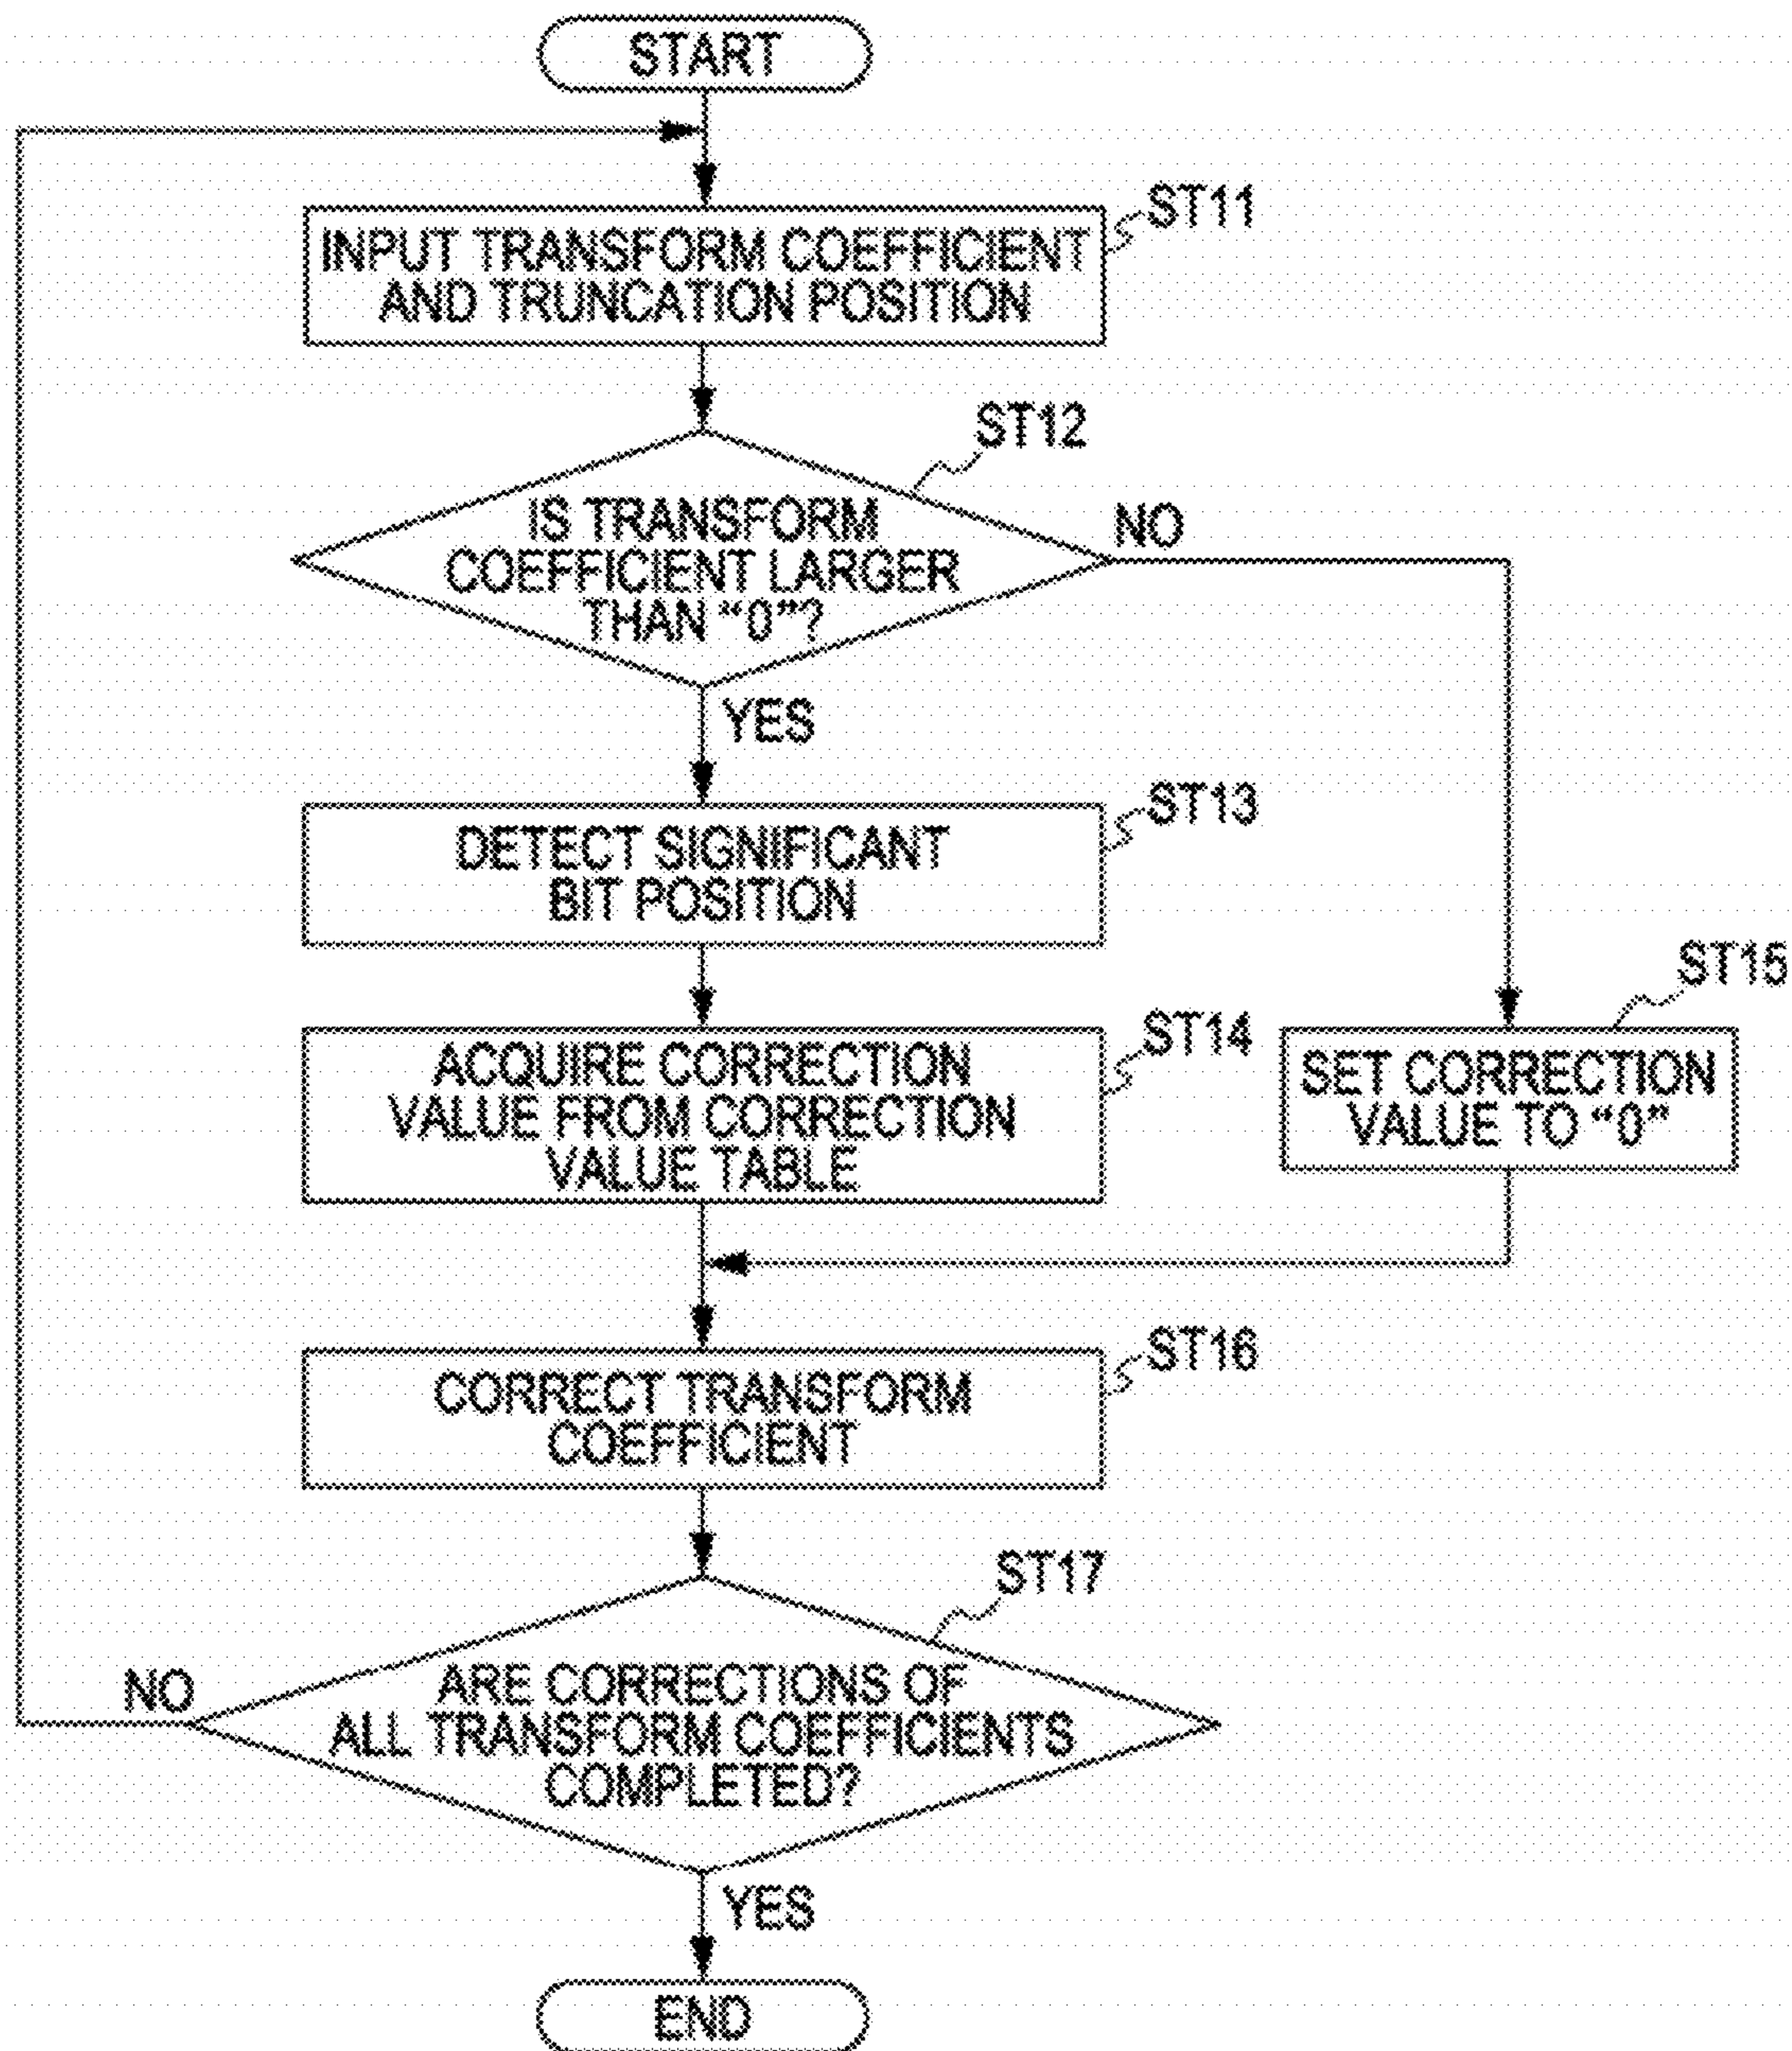 START
ST11
INPUT TRANSFORM COEFFICIENT
AND TRUNCATION POSITION
ST12
IS TRANSFORM
COEFFICIENT LARGER
THAN “0”?
NO
YES
ST13
DETECT SIGNIFICANT
BIT POSITION
ST14
ACQUIRE CORRECTION
VALUE FROM CORRECTION
VALUE TABLE
ST15
SET CORRECTION
VALUE TO “0”
ST16
CORRECT TRANSFORM
COEFFICIENT
ST17
ARE CORRECTIONS OF
ALL TRANSFORM COEFFICIENTS
COMPLETED?
NO
YES
END